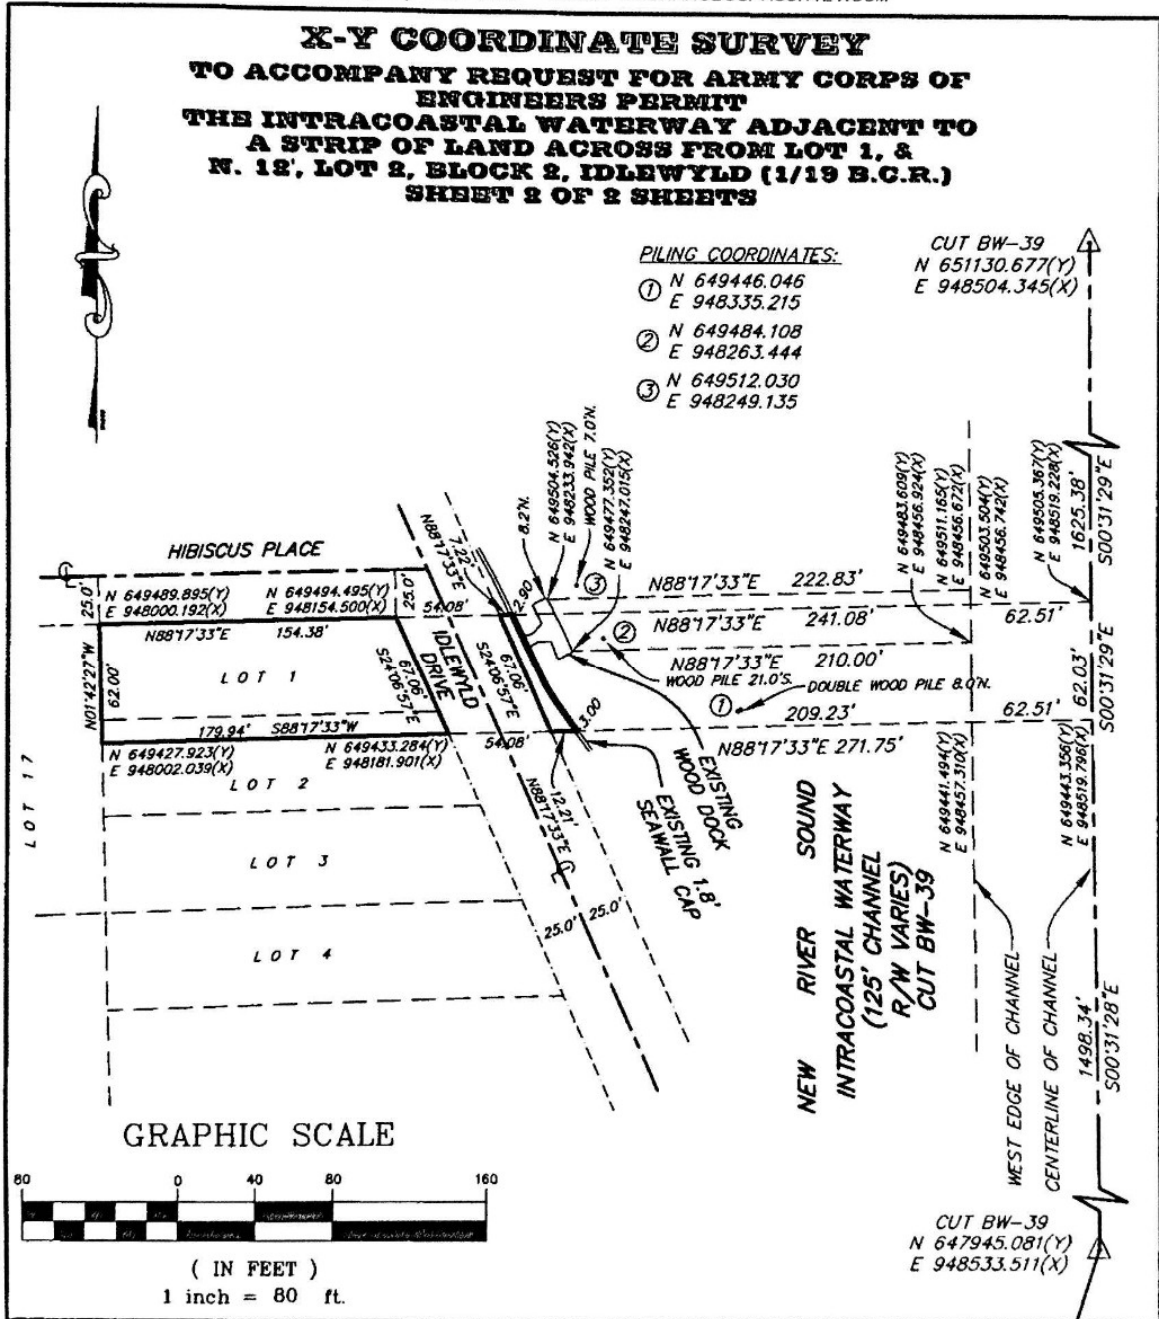 X-Y COORDINATE SURVEY
TO ACCOMPANY REQUEST FOR ARMY CORPS OF
ENGINEERS PERMIT
THE INTRACOASTAL WATERWAY ADJACENT TO
A STRIP OF LAND ACROSS FROM LOT 1, &
N. 12', LOT 2, BLOCK 2, IDLEWYLD (1/19 B.C.R.)
SHEET 2 OF 2 SHEETS
PILING COORDINATES:
① N 649446.046
E 948335.215
② N 649484.108
E 948263.444
③ N 649512.030
E 948249.135
CUT BW-39
N 651130.677(Y)
E 948504.345(X)
HIBISCUS PLACE
25.0'
N 649489.895(Y)
E 948000.192(X)
N 649494.495(Y)
E 948154.500(X)
25.0'
54.08'
N88°17'33"E 154.38'
N01°42'27"W
62.00'
LOT 1
67.06'
S24°06'57"E
IDLEWYLD
DRIVE
67.06'
S24°06'57"E
N88°17'33"E
7.22'
8.2'N.
2.90
N 649504.526(Y)
E 948233.942(X)
WOOD PILE 7.0'N.
N 649477.352(Y)
E 948247.015(X)
③
②
①
N88°17'33"E 222.83'
N88°17'33"E 241.08'
N88°17'33"E 210.00'
WOOD PILE 21.0'S.
DOUBLE WOOD PILE 8.0'N.
209.23'
N88°17'33"E 271.75'
N 649483.609(Y)
E 948456.924(X)
N 649511.165(Y)
E 948456.672(X)
N 649503.504(Y)
E 948456.742(X)
N 649505.367(Y)
E 948519.228(X)
1625.38'
S00°31'29"E
62.51'
62.03'
S00°31'29"E
62.51'
179.94' S88°17'33"W
N 649427.923(Y)
E 948002.039(X)
N 649433.284(Y)
E 948181.901(X)
54.08'
3.00
12.21'
N88°17'33"E
LOT 17
LOT 2
LOT 3
LOT 4
25.0'
25.0'
EXISTING
WOOD DOCK
EXISTING 1.8'
SEAWALL CAP
NEW RIVER SOUND
INTRACOASTAL WATERWAY
(125' CHANNEL
R/W VARIES)
CUT BW-39
N 649441.494(Y)
E 948457.310(X)
N 649443.356(Y)
E 948519.796(X)
WEST EDGE OF CHANNEL
CENTERLINE OF CHANNEL
1498.34'
S00°31'28"E
CUT BW-39
N 647945.081(Y)
E 948533.511(X)
GRAPHIC SCALE
80 0 40 80 160
( IN FEET )
1 inch = 80 ft.